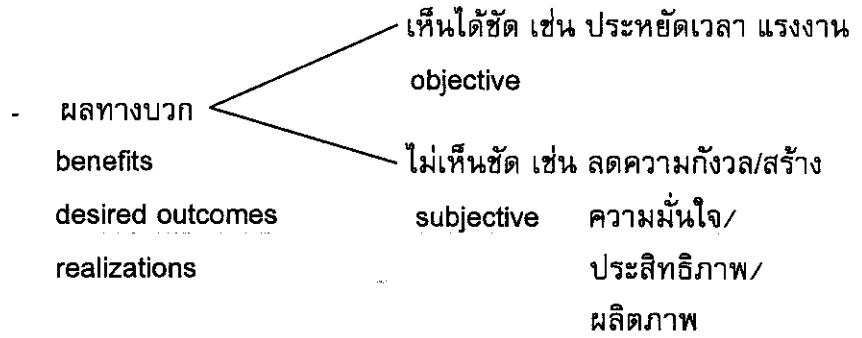 เห็นได้ชัด เช่น ประหยัดเวลา แรงงาน
objective
- ผลทางบวก
benefits
desired outcomes
realizations
ไม่เห็นชัด เช่น ลดความกังวล/สร้าง
subjective ความมั่นใจ/
ประสิทธิภาพ/
ผลิตภาพ